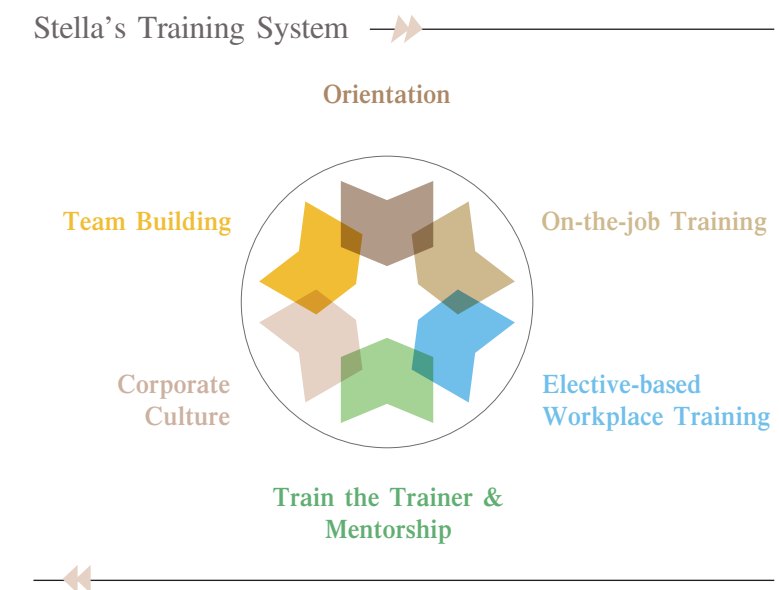 Stella’s Training System
Orientation
Team Building
On-the-job Training
Corporate
Culture
Elective-based
Workplace Training
Train the Trainer &
Mentorship